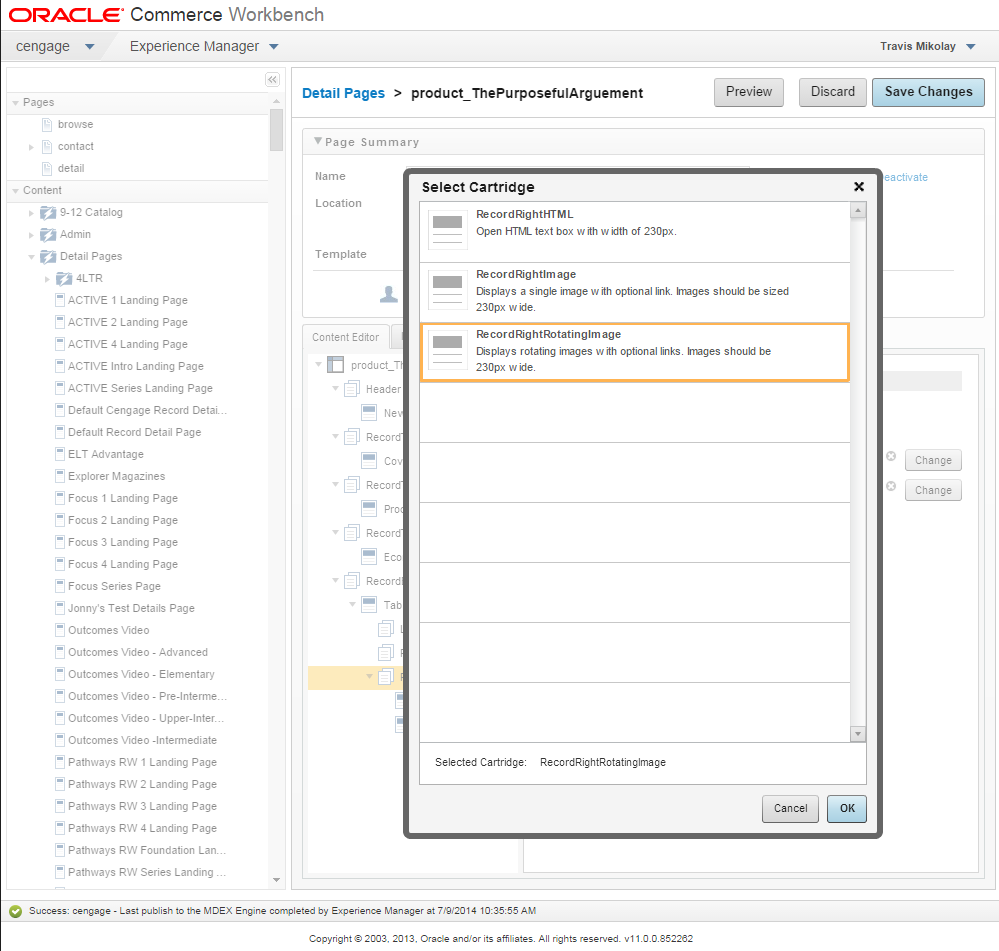 ORACLE Commerce Workbench
cengage Experience Manager Travis Mikolay
Detail Pages > product_ThePurposefulArguement Preview Discard Save Changes
Pages
browse
contact
detail
Content
9-12 Catalog
Admin
Detail Pages
4LTR
ACTIVE 1 Landing Page
ACTIVE 2 Landing Page
ACTIVE 4 Landing Page
ACTIVE Intro Landing Page
ACTIVE Series Landing Page
Default Cengage Record Detai...
Default Record Detail Page
ELT Advantage
Explorer Magazines
Focus 1 Landing Page
Focus 2 Landing Page
Focus 3 Landing Page
Focus 4 Landing Page
Focus Series Page
Jonny's Test Details Page
Outcomes Video
Outcomes Video - Advanced
Outcomes Video - Elementary
Outcomes Video - Pre-Interme...
Outcomes Video - Upper-Inter...
Outcomes Video -Intermediate
Pathways RW 1 Landing Page
Pathways RW 2 Landing Page
Pathways RW 3 Landing Page
Pathways RW 4 Landing Page
Pathways RW Foundation Lan...
Pathways RW Series Landing ...
Page Summary
Name
eactivate
Location
Template
Content Editor
product_Th
Header
New
Record
Cov
Record
Proc
Record
Eco
Record
Tab
Change
Change
Select Cartridge
RecordRightHTML
Open HTML text box with width of 230px.
RecordRightImage
Displays a single image with optional link. Images should be sized
230px wide.
RecordRightRotatingImage
Displays rotating images with optional links. Images should be
230px wide.
Selected Cartridge: RecordRightRotatingImage
Cancel OK
Success: cengage - Last publish to the MDEX Engine completed by Experience Manager at 7/9/2014 10:35:55 AM
Copyright © 2003, 2013, Oracle and/or its affiliates. All rights reserved. v11.0.0.852262